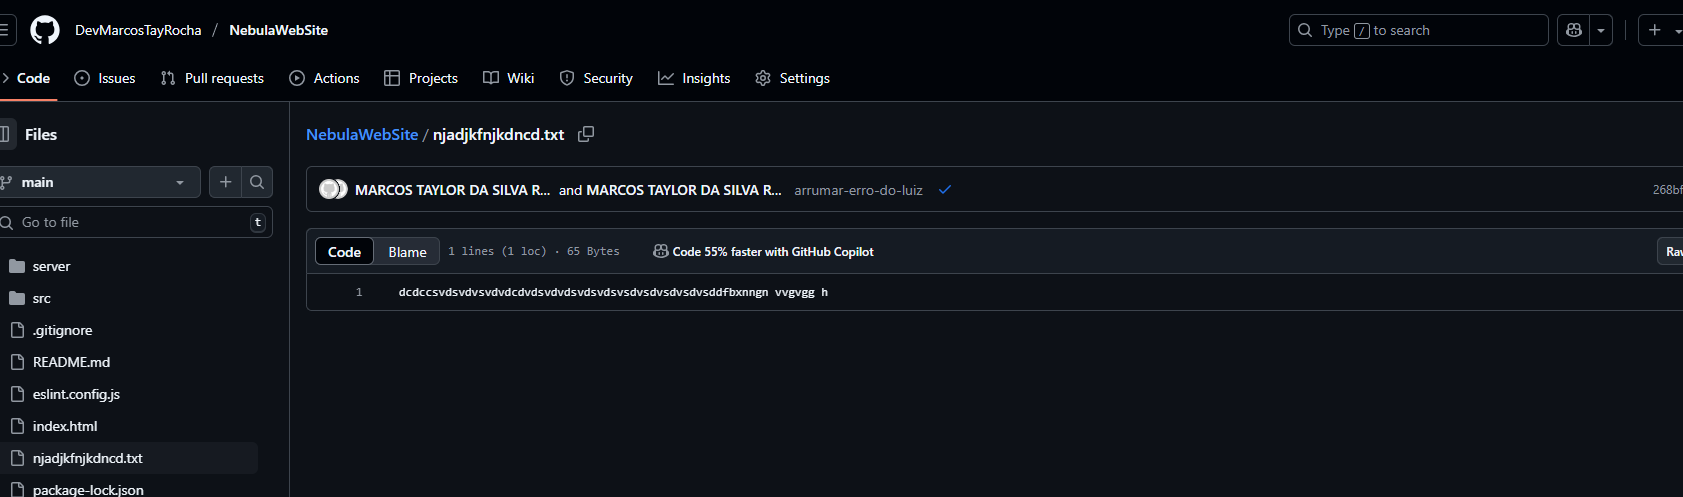 DevMarcosTayRocha / NebulaWebSite
Type / to search
Code Issues Pull requests Actions Projects Wiki Security Insights Settings
Files
NebulaWebSite / njadjkfnjkdncd.txt
main
MARCOS TAYLOR DA SILVA R... and MARCOS TAYLOR DA SILVA R... arrumar-erro-do-luiz
268bf
Go to file t
Code Blame 1 lines (1 loc) · 65 Bytes Code 55% faster with GitHub Copilot
Raw
server
1 dcdccsvdsvdvsvdvdcdvdsvdvdsvdsvdsvsdvsdvsdvsdvsddfbxnngn vvgvgg h
src
.gitignore
README.md
eslint.config.js
index.html
njadjkfnjkdncd.txt
package-lock.json